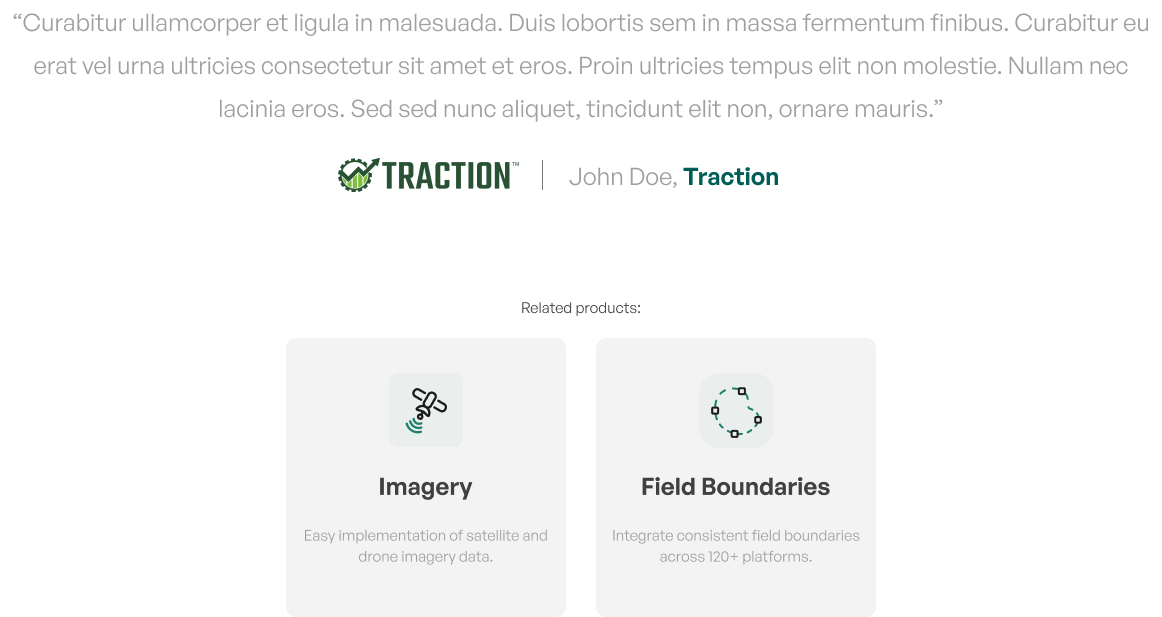 “Curabitur ullamcorper et ligula in malesuada. Duis lobortis sem in massa fermentum finibus. Curabitur eu
erat vel urna ultricies consectetur sit amet et eros. Proin ultricies tempus elit non molestie. Nullam nec
lacinia eros. Sed sed nunc aliquet, tincidunt elit non, ornare mauris.”
TRACTION™ John Doe, Traction
Related products:
Imagery
Easy implementation of satellite and
drone imagery data.
Field Boundaries
Integrate consistent field boundaries
across 120+ platforms.